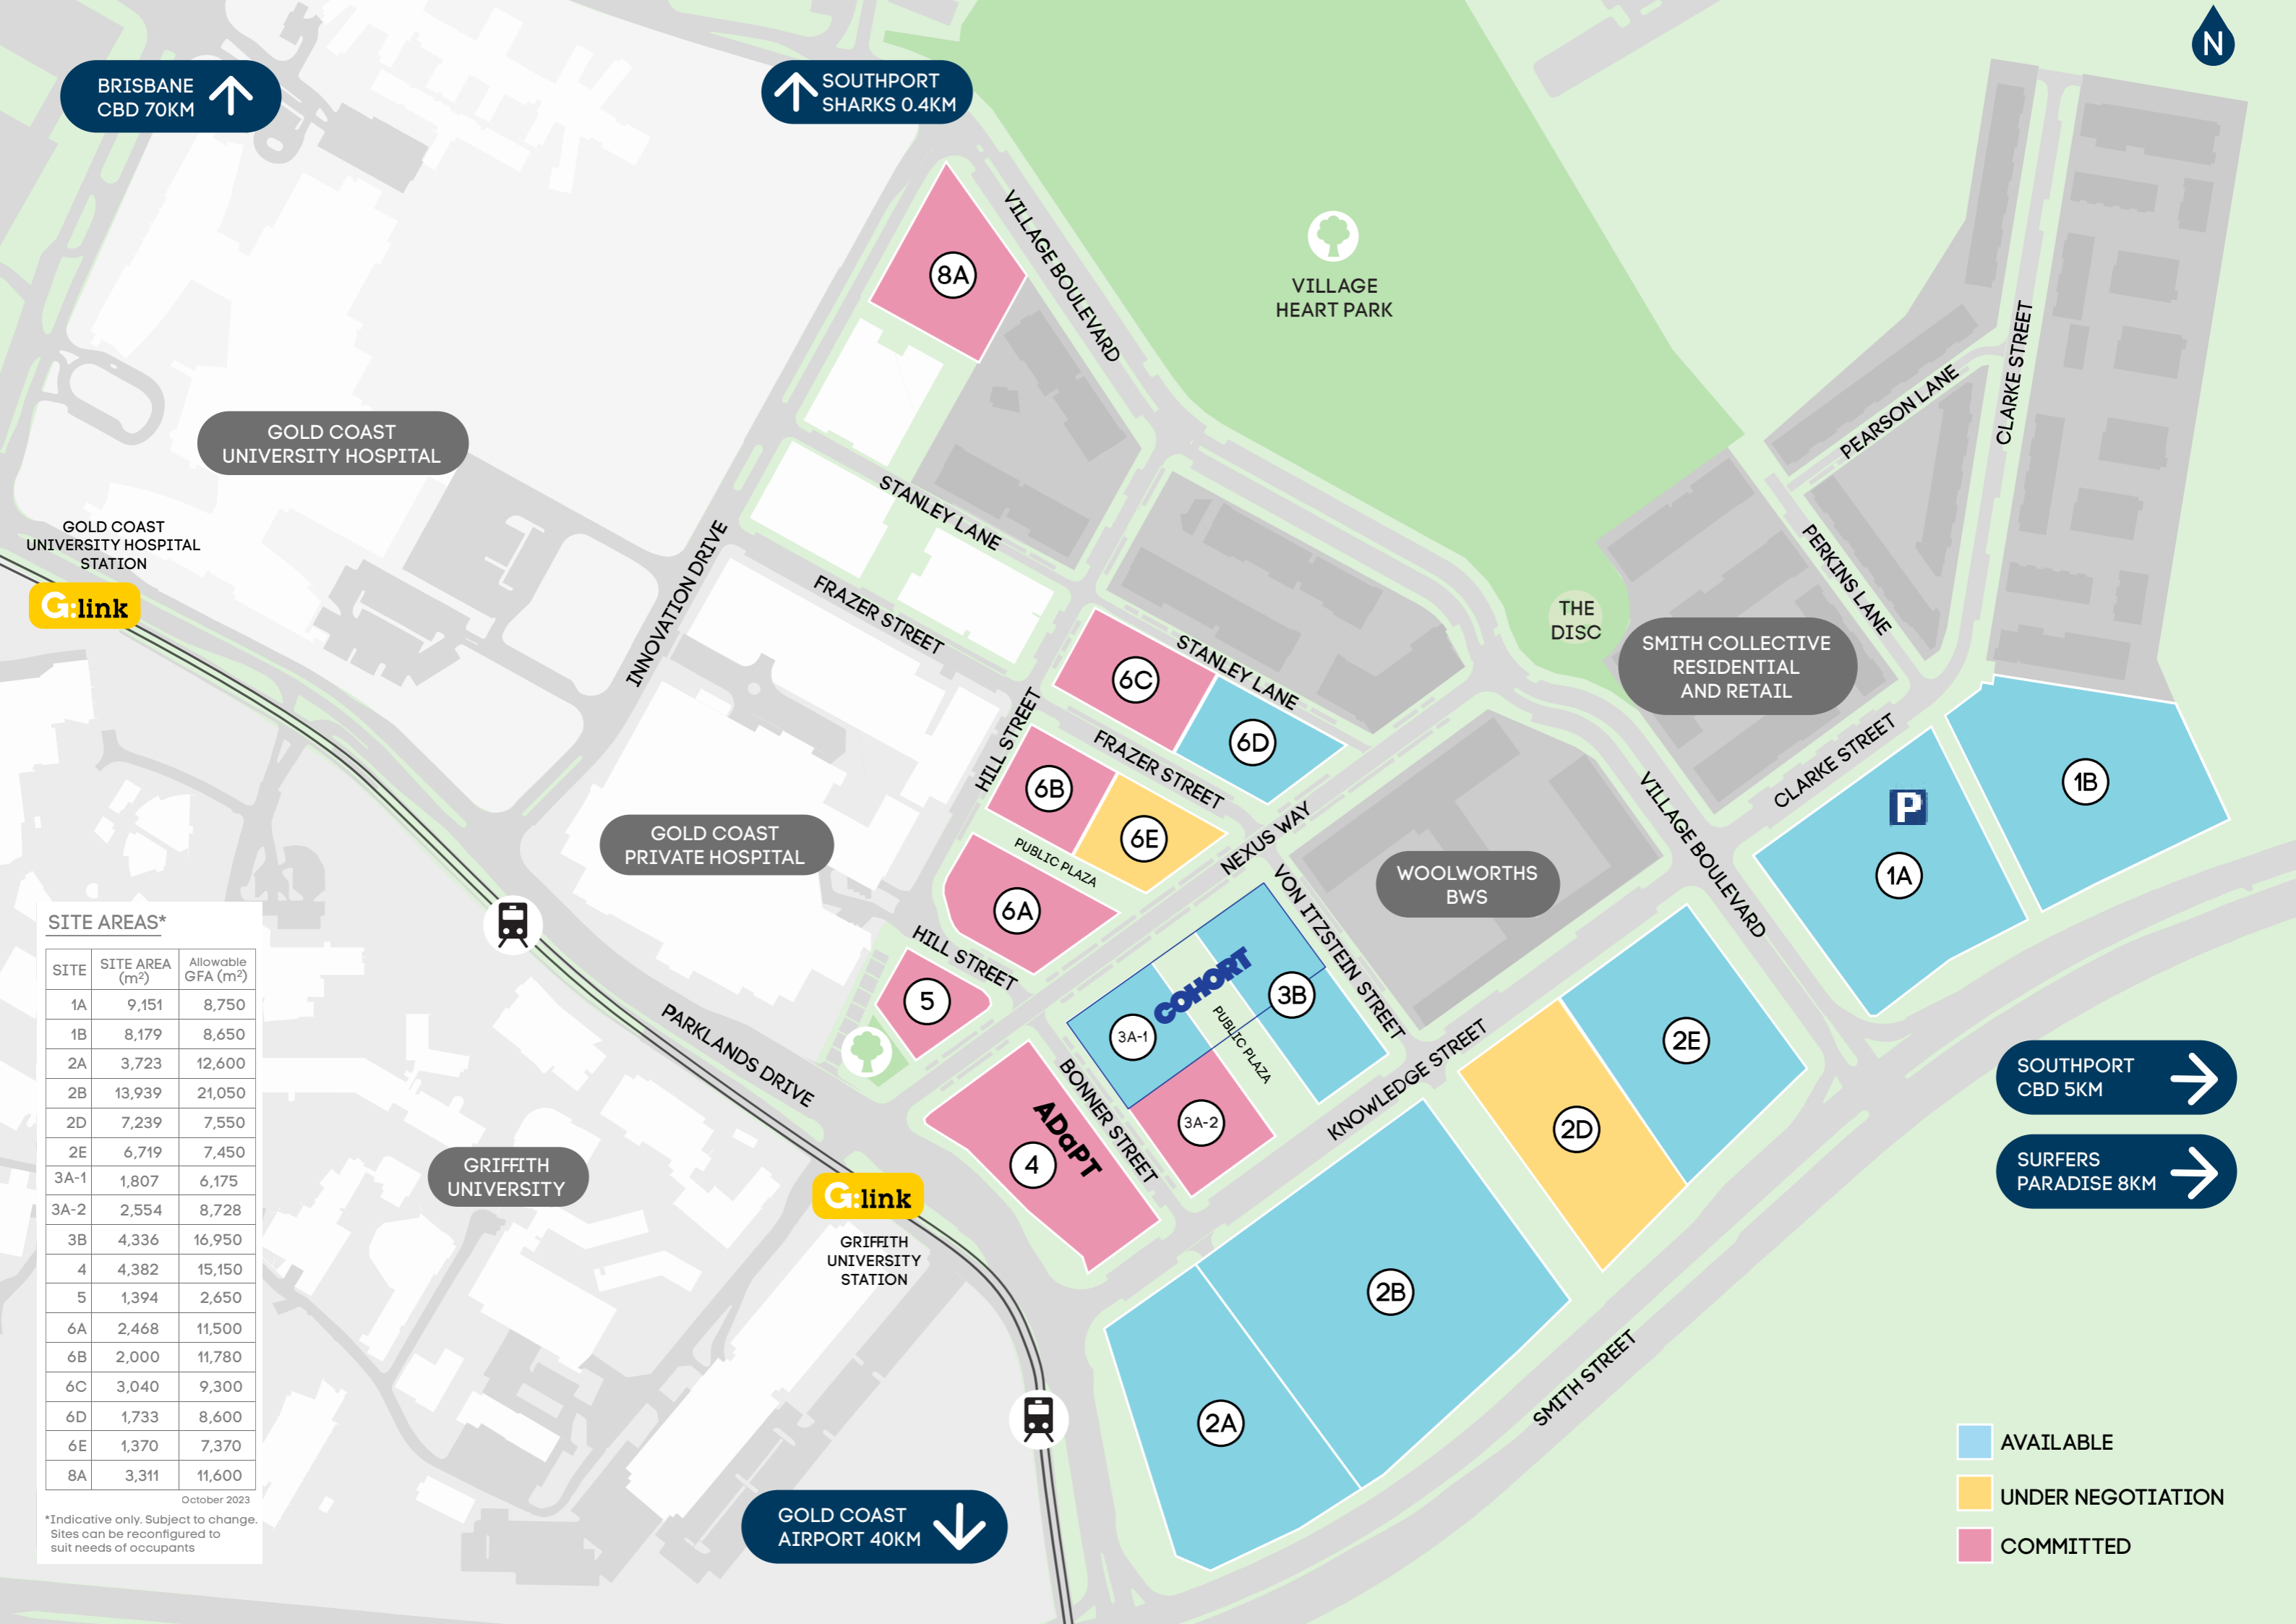 N
BRISBANE
CBD 70KM
SOUTHPORT
SHARKS 0.4KM
VILLAGE BOULEVARD
8A
VILLAGE
HEART PARK
CLARKE STREET
PEARSON LANE
PERKINS LANE
GOLD COAST
UNIVERSITY HOSPITAL
STANLEY LANE
INNOVATION DRIVE
FRAZER STREET
GOLD COAST
UNIVERSITY HOSPITAL
STATION
G:link
THE
DISC
SMITH COLLECTIVE
RESIDENTIAL
AND RETAIL
STANLEY LANE
6C
6D
HILL STREET
FRAZER STREET
6B
6E
PUBLIC PLAZA
6A
NEXUS WAY
CLARKE STREET
1B
P
1A
VILLAGE BOULEVARD
GOLD COAST
PRIVATE HOSPITAL
WOOLWORTHS
BWS
VON ITZSTEIN STREET
HILL STREET
5
COHORT
3B
3A-1
PUBLIC PLAZA
3A-2
PARKLANDS DRIVE
BONNER STREET
ADaPT
4
KNOWLEDGE STREET
2E
2D
2B
2A
SMITH STREET
GRIFFITH
UNIVERSITY
G:link
GRIFFITH
UNIVERSITY
STATION
SOUTHPORT
CBD 5KM
SURFERS
PARADISE 8KM
GOLD COAST
AIRPORT 40KM
SITE AREAS*
SITE SITE AREA (m²) Allowable GFA (m²)
1A 9,151 8,750
1B 8,179 8,650
2A 3,723 12,600
2B 13,939 21,050
2D 7,239 7,550
2E 6,719 7,450
3A-1 1,807 6,175
3A-2 2,554 8,728
3B 4,336 16,950
4 4,382 15,150
5 1,394 2,650
6A 2,468 11,500
6B 2,000 11,780
6C 3,040 9,300
6D 1,733 8,600
6E 1,370 7,370
8A 3,311 11,600
October 2023
*Indicative only. Subject to change.
Sites can be reconfigured to
suit needs of occupants
AVAILABLE
UNDER NEGOTIATION
COMMITTED